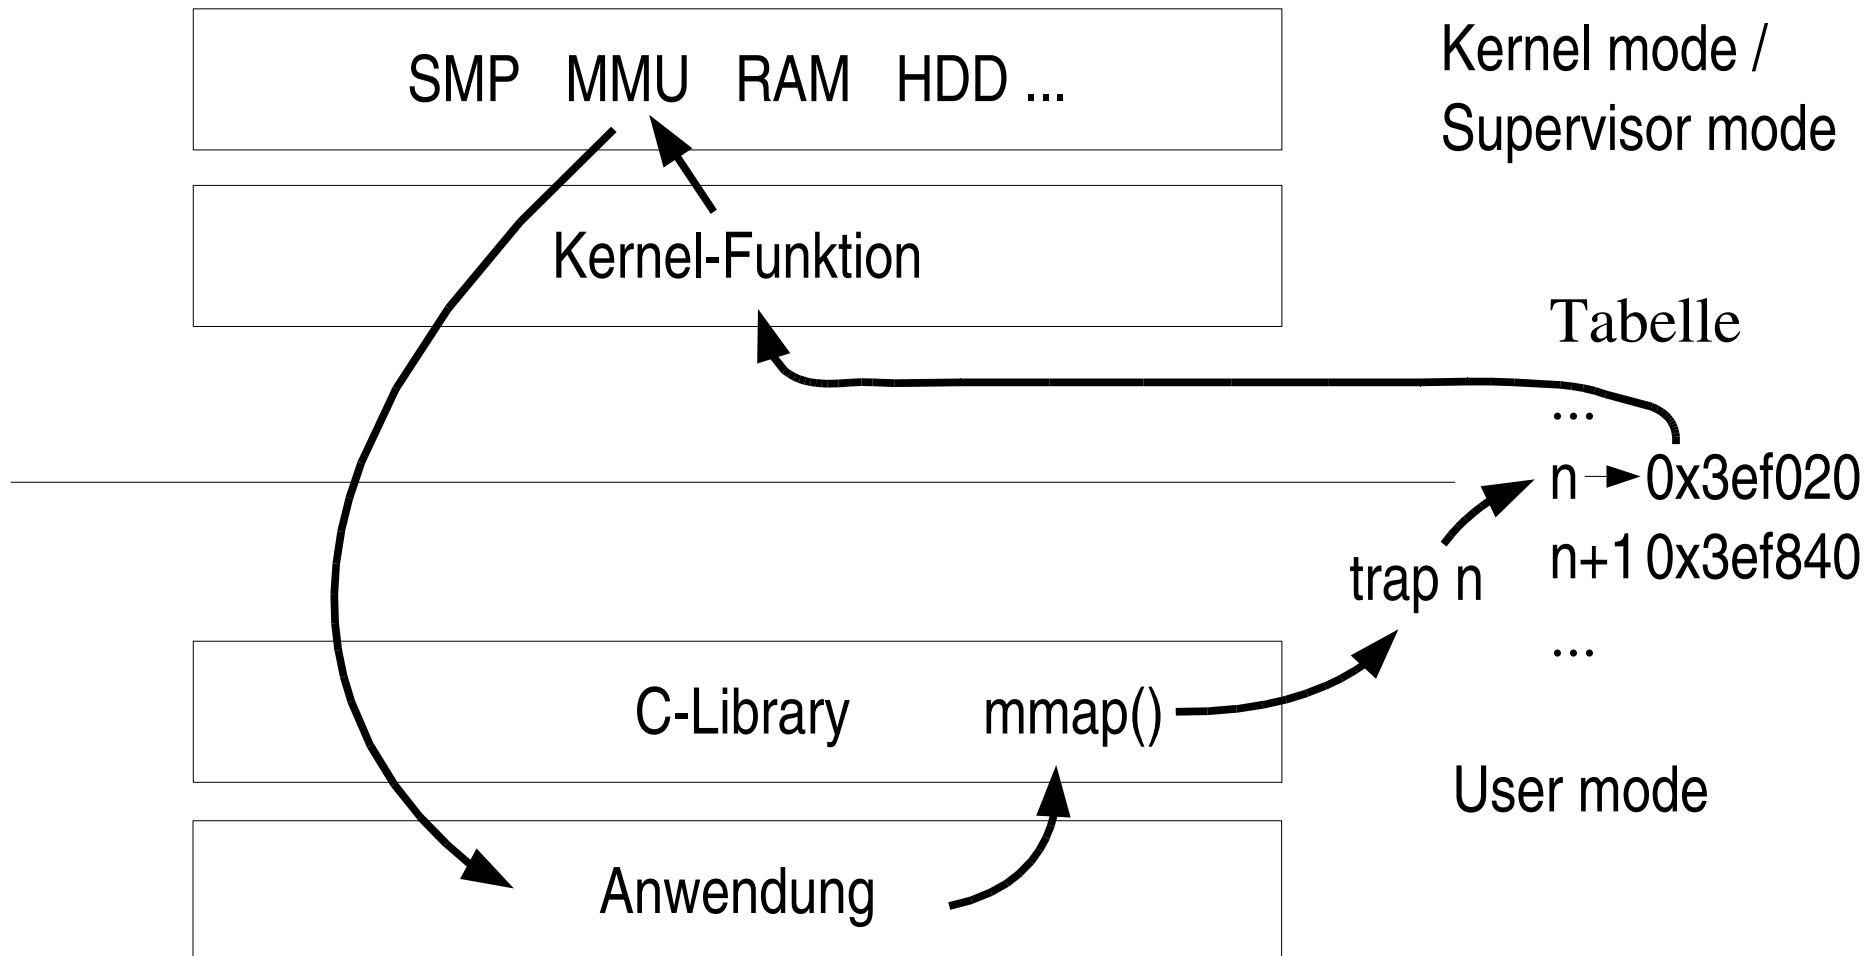 SMP MMU RAM HDD ...
Kernel mode /
Supervisor mode
Kernel-Funktion
Tabelle
...
n 0x3ef020
n+1 0x3ef840
trap n
...
C-Library mmap()
User mode
Anwendung